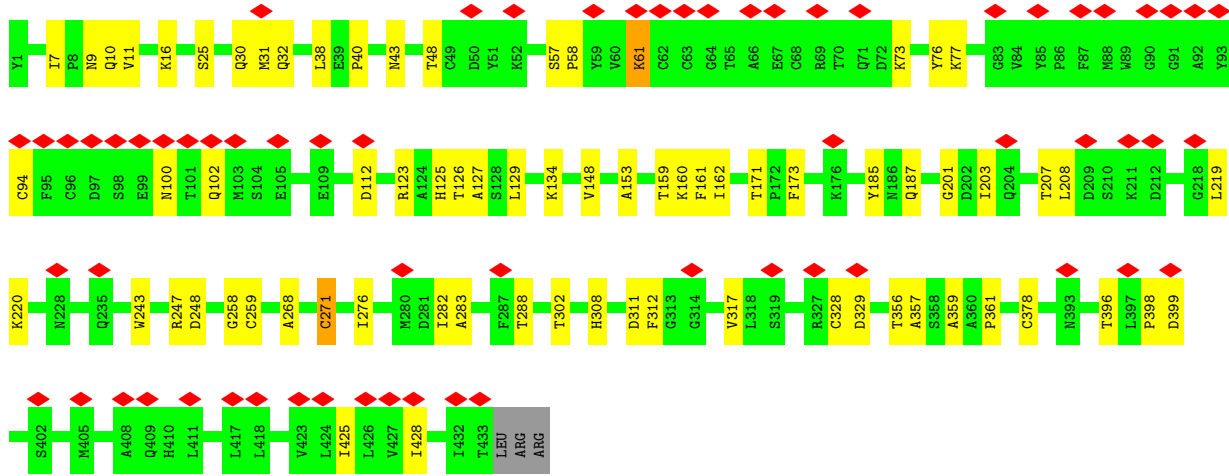 Y1 I7 P8 N9 Q10 V11 K16 S25 Q30 M31 Q32 L38 E39 P40 N43 T48 C49 D50 Y51 K52 S57 P58 Y59 V60 K61 C62 C63 G64 T65 A66 E67 C68 R69 T70 Q71 D72 K73 Y76 K77 G83 V84 Y85 P86 F87 M88 W89 G90 G91 A92 Y93
C94 F95 C96 D97 S98 E99 N100 T101 Q102 M103 S104 E105 E109 D112 R123 A124 H125 T126 A127 S128 L129 K134 V148 A153 T159 K160 F161 I162 T171 P172 F173 K176 Y185 N186 Q187 G201 D202 I203 Q204 T207 L208 D209 S210 K211 D212 G218 L219
K220 N228 Q235 W243 R247 D248 G258 C259 A268 C271 I276 M280 D281 I282 A283 F287 T288 T302 H308 D311 F312 G313 G314 V317 L318 S319 R327 C328 D329 T356 A357 S358 A359 A360 P361 C378 N393 T396 L397 P398 D399
S402 M405 A408 Q409 H410 L411 L417 L418 V423 L424 I425 L426 V427 I428 I432 T433 LEU ARG ARG